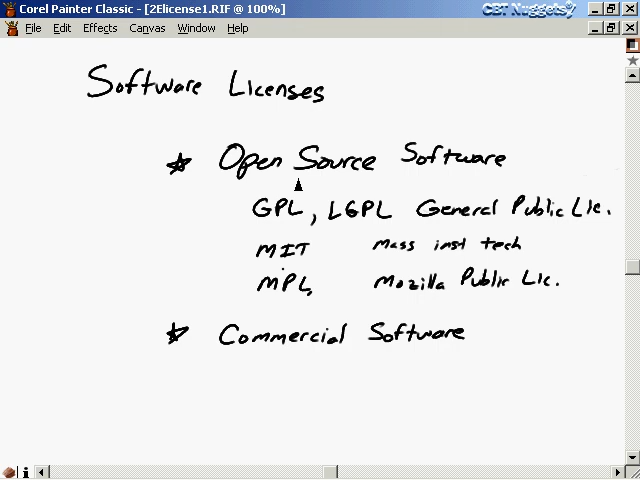 Corel Painter Classic - [2Elicense1.RIF @ 100%]
CBT Nuggets
File Edit Effects Canvas Window Help
Software Licenses
Open Source Software
GPL, LGPL General Public Lic.
MIT Mass inst tech
MPL, Mozilla Public Lic.
Commercial Software